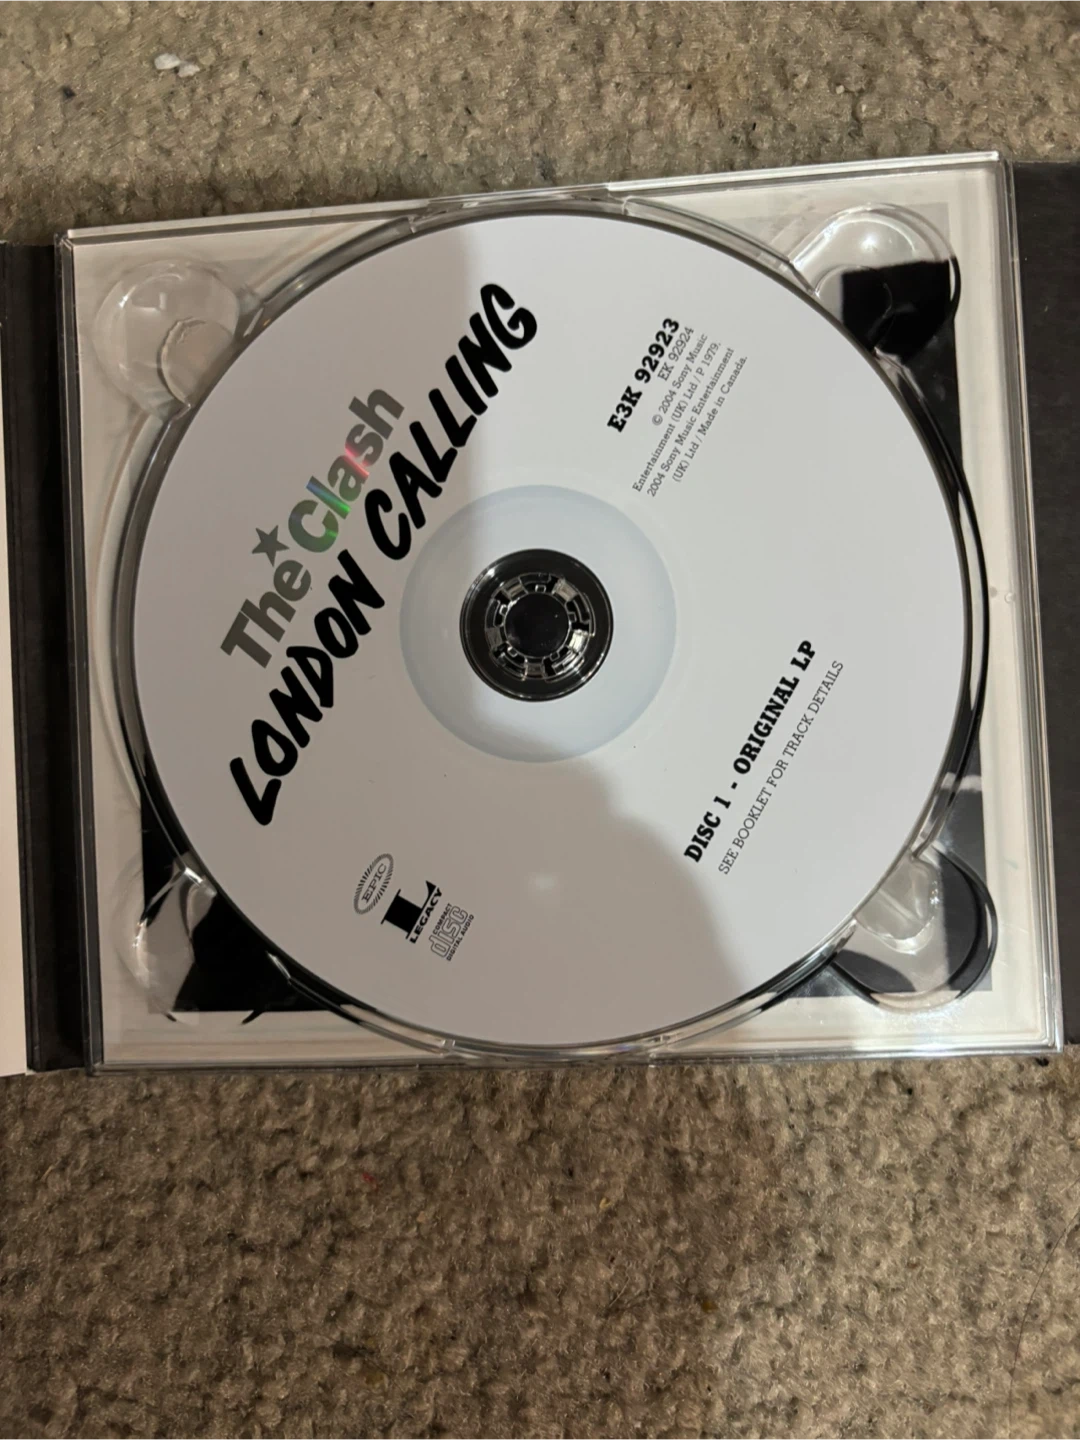 The Clash
LONDON CALLING
E3K 92923
EK 92924
© 2004 Sony Music
Entertainment (UK) Ltd / P 1979,
2004 Sony Music Entertainment
(UK) Ltd / Made in Canada.
DISC 1 - ORIGINAL LP
SEE BOOKLET FOR TRACK DETAILS
EPIC
L
LEGACY
COMPACT
disc
DIGITAL AUDIO